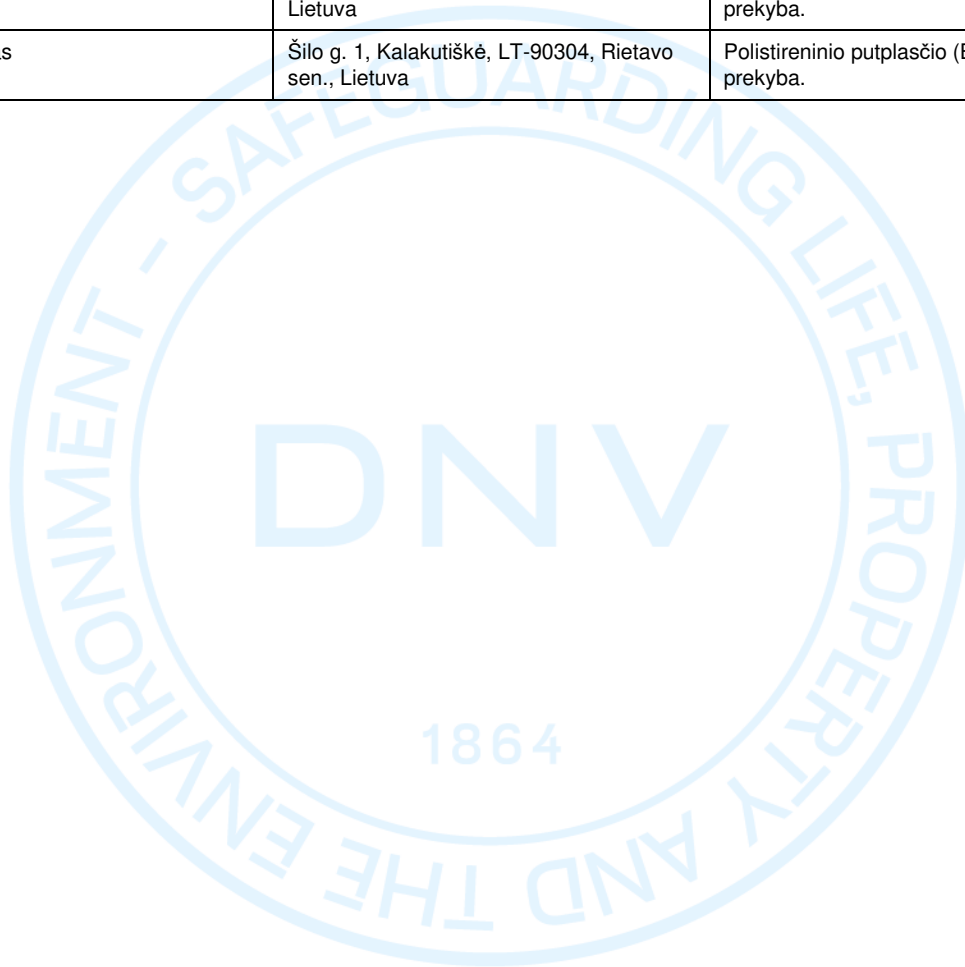 Lietuva
prekyba.
s
Šilo g. 1, Kalakutiškė, LT-90304, Rietavo
sen., Lietuva
Polistireninio putplasčio (
prekyba.
SAFEGUARDING LIFE, PROPERTY AND THE ENVIRONMENT –
DNV
1864